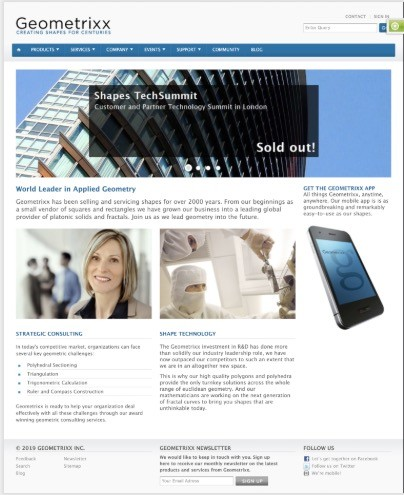 CONTACT SIGN IN
Geometrixx
CREATING SHAPES FOR CENTURIES
Enter Query
PRODUCTS SERVICES COMPANY EVENTS SUPPORT COMMUNITY BLOG
Shapes TechSummit
Customer and Partner Technology Summit in London
Sold out!
World Leader in Applied Geometry
Geometrixx has been selling and servicing shapes for over 2000 years. From our beginnings as
a small vendor of squares and rectangles we have grown our business into a leading global
provider of platonic solids and fractals. Join us as we lead geometry into the future.
GET THE GEOMETRIXX APP
All things Geometrixx, anytime,
anywhere. Our mobile app is is as
groundbreaking and remarkably
easy-to-use as our shapes.
STRATEGIC CONSULTING
In today's competitive market, organizations can face
several key geometric challenges:
Polyhedral Sectioning
Triangulation
Trigonometric Calculation
Ruler and Compass Construction
Geometrixx is ready to help your organization deal
effectively with all these challenges through our award
winning geometric consulting services.
SHAPE TECHNOLOGY
The Geometrixx investment in R&D has done more
than solidify our industry leadership role, we have
now outpaced our competitors to such an extent that
we are in an altogether new space.
This is why our high quality polygons and polyhedra
provide the only turnkey solutions across the whole
range of euclidean geometry. And our
mathematicians are working on the next generation
of fractal curves to bring you shapes that are
unthinkable today.
© 2010 GEOMETRIXX INC.
Feedback Newsletter
Search Sitemap
Blog
GEOMETRIXX NEWSLETTER
We would like to keep in touch with you. Sign up
here to receive our monthly newsletter on the latest
products and services from Geometrixx.
Your Email Address SIGN UP
FOLLOW US
Let's get together on Facebook
Follow us on Twitter
We're mobile!